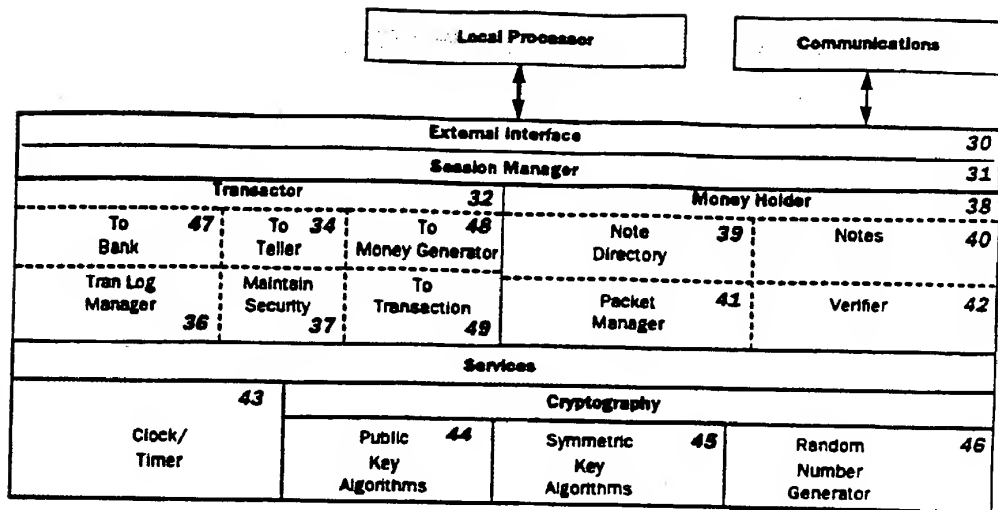 Local Processor
Communications
External Interface 30
Session Manager 31
Transactor 32
Money Holder 38
To 47
Bank
To 34
Teller
To 48
Money Generator
Note 39
Directory
Notes 40
Tran Log
Manager
36
Maintain
Security
37
To
Transaction
49
Packet 41
Manager
Verifier 42
Services
43
Clock/
Timer
Cryptography
Public 44
Key
Algorithms
Symmetric 45
Key
Algorithms
Random 46
Number
Generator